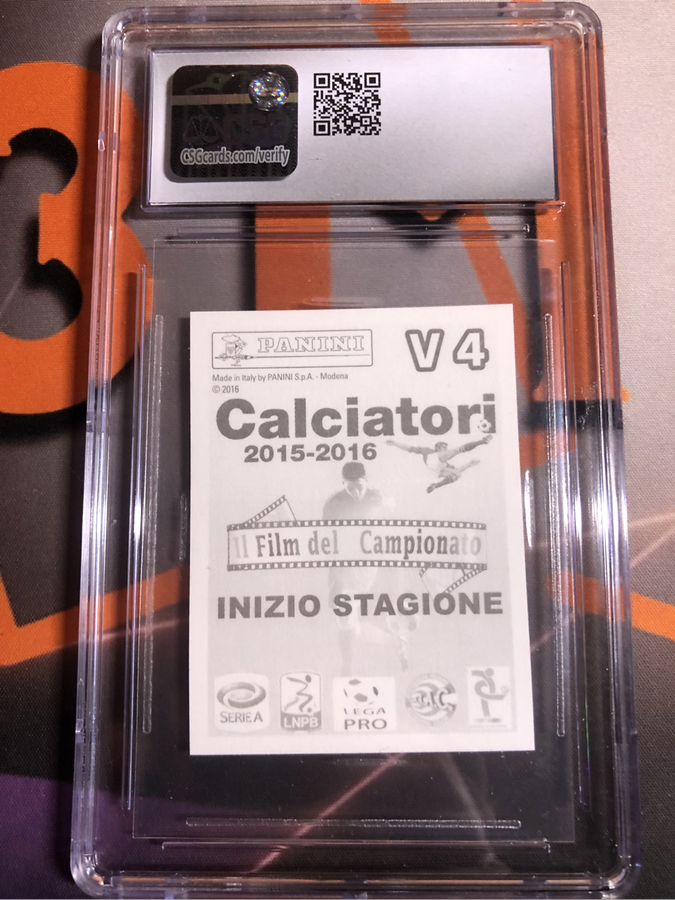 CSGcards.com/verify
PANINI
V 4
Made in Italy by PANINI S.p.A. - Modena
© 2016
Calciatori
2015-2016
Il Film del Campionato
INIZIO STAGIONE
SERIE A
LNPB
LEGA
PRO